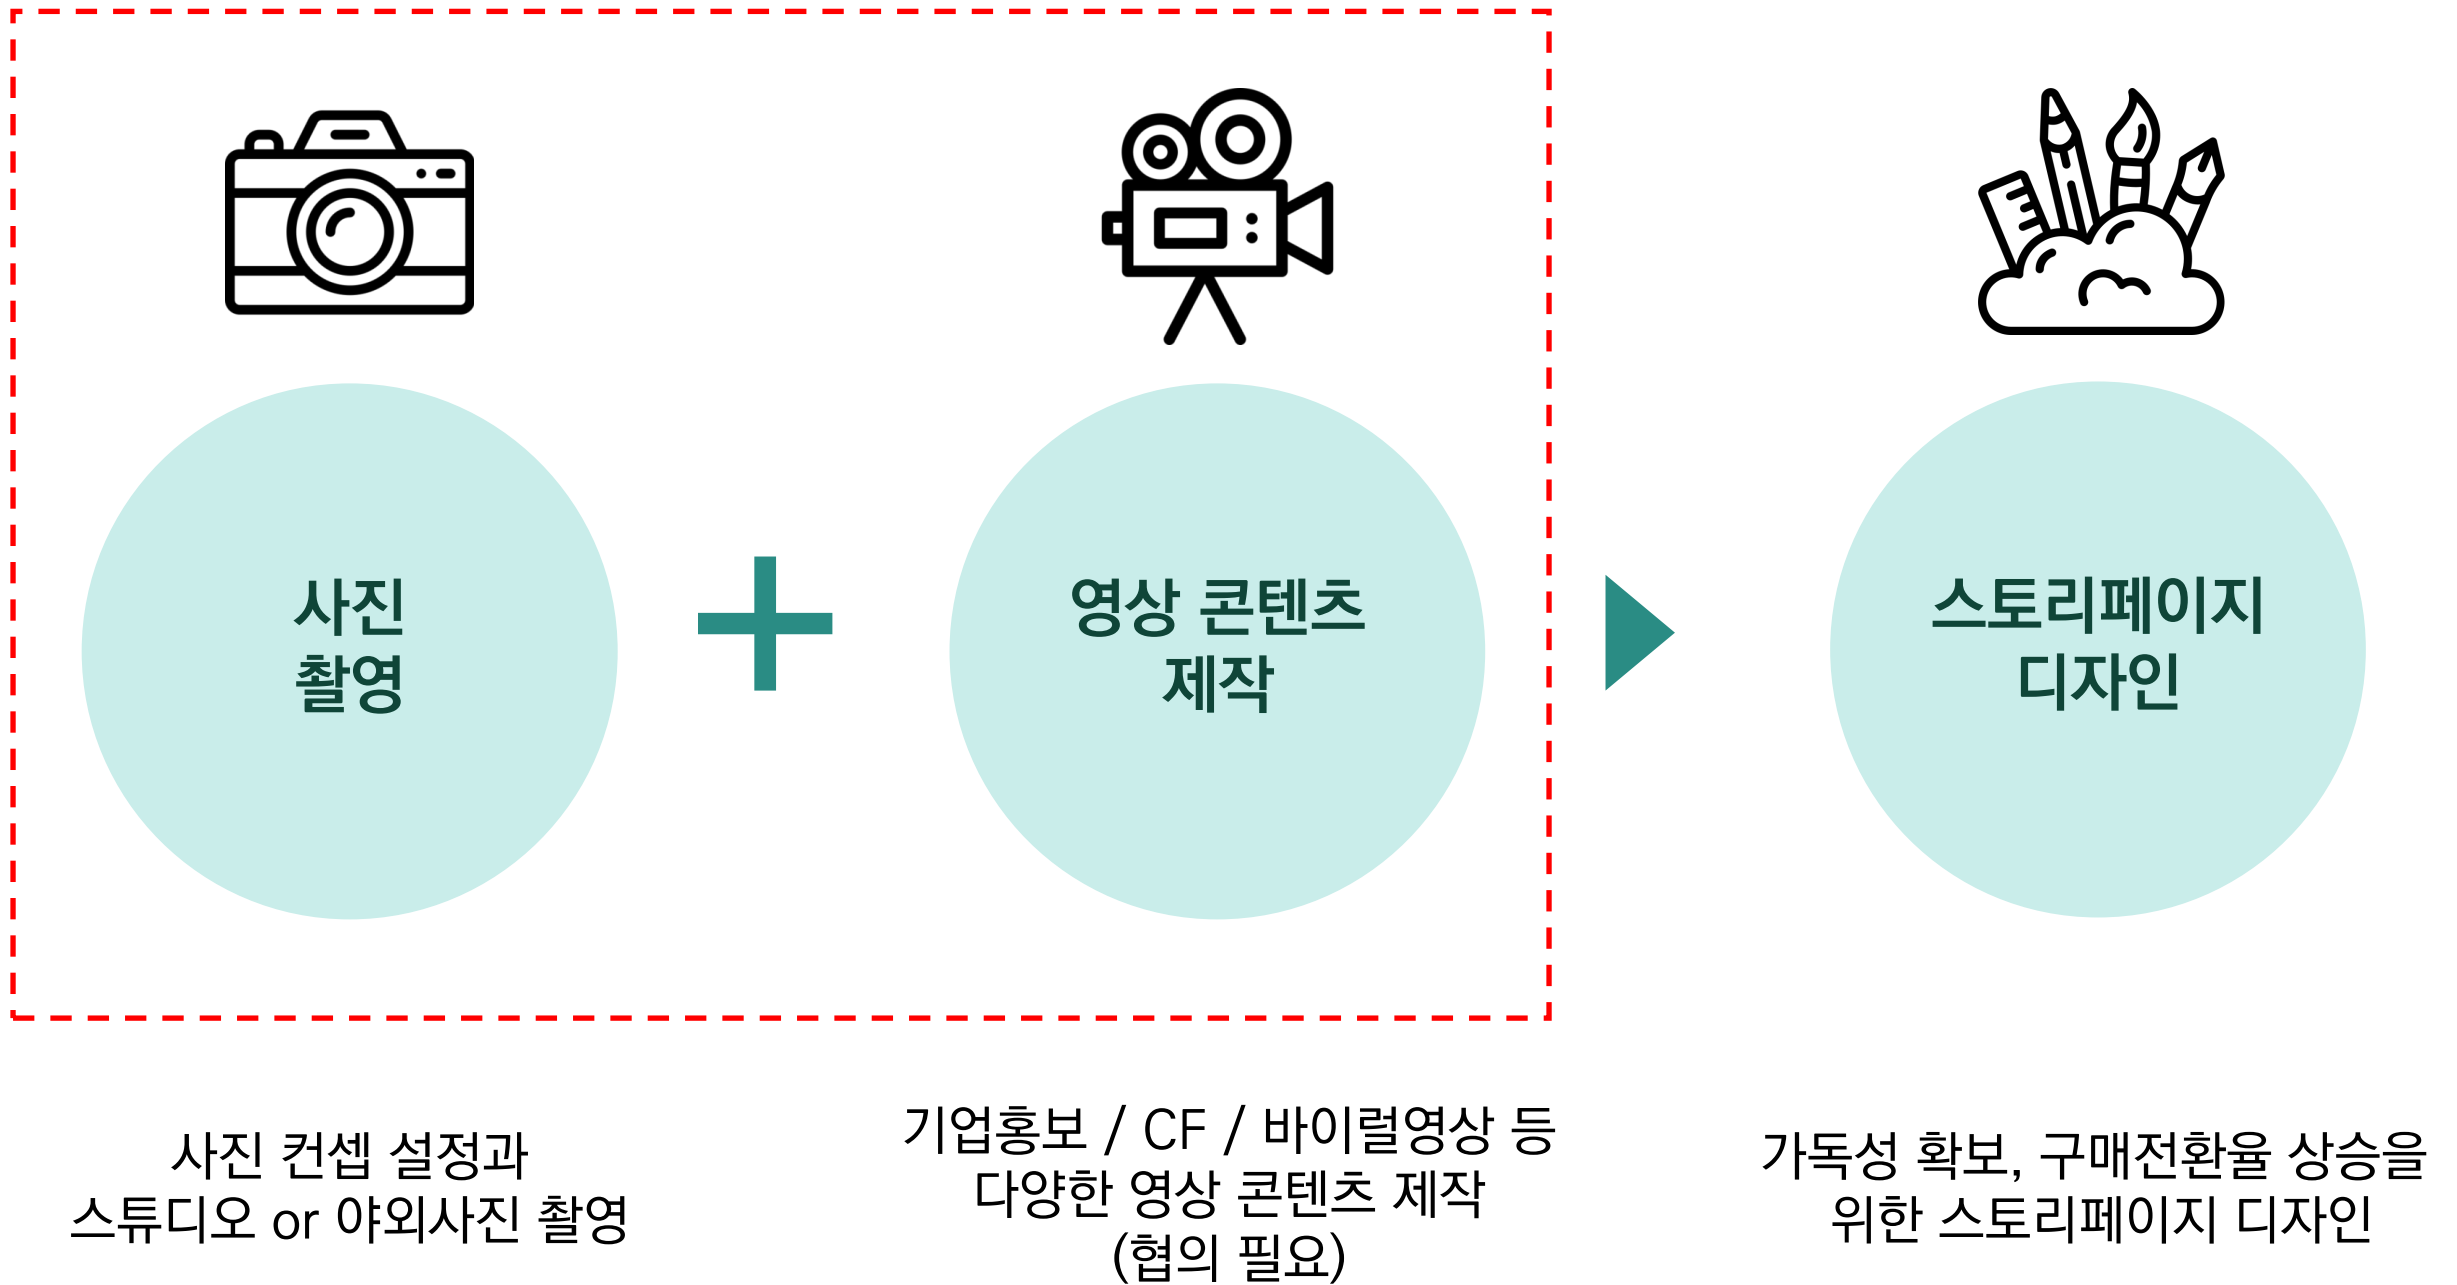 사진
촬영
영상 콘텐츠
제작
스토리페이지
디자인
사진 컨셉 설정과
스튜디오 or 야외사진 촬영
기업홍보 / CF / 바이럴영상 등
다양한 영상 콘텐츠 제작
(협의 필요)
가독성 확보, 구매전환율 상승을
위한 스토리페이지 디자인